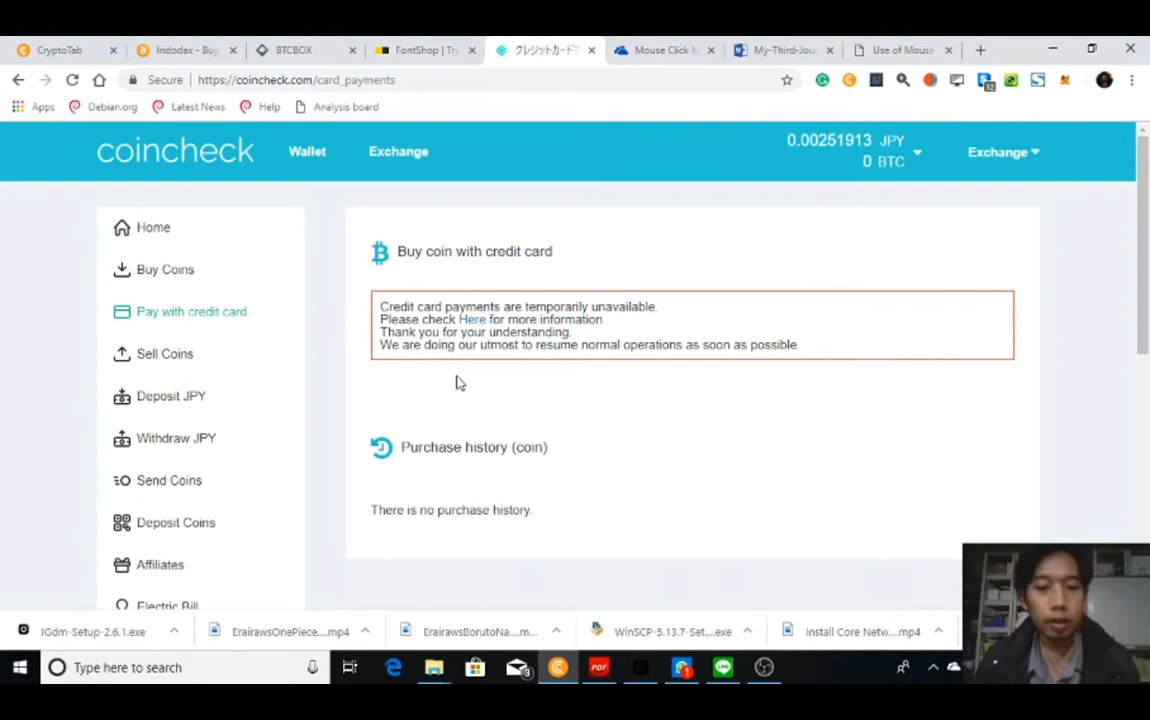 CryptoTab
Indodax - Buy
BTCBOX
FontShop | Try
クレジットカードで
Mouse Click M
My-Third-Jou
Use of Mouse
Secure | https://coincheck.com/card_payments
Apps
Debian.org
Latest News
Help
Analysis board
coincheck
Wallet
Exchange
0.00251913 JPY
0 BTC
Exchange
Home
Buy Coins
Pay with credit card
Sell Coins
Deposit JPY
Withdraw JPY
Send Coins
Deposit Coins
Affiliates
Electric Bill
Buy coin with credit card
Credit card payments are temporarily unavailable.
Please check Here for more information.
Thank you for your understanding.
We are doing our utmost to resume normal operations as soon as possible.
Purchase history (coin)
There is no purchase history.
IGdm-Setup-2.6.1.exe
ErairawsOnePiece....mp4
ErairawsBorutoNa....m...
WinSCP-5.13.7-Set....exe
Install Core Netw....mp4
Type here to search